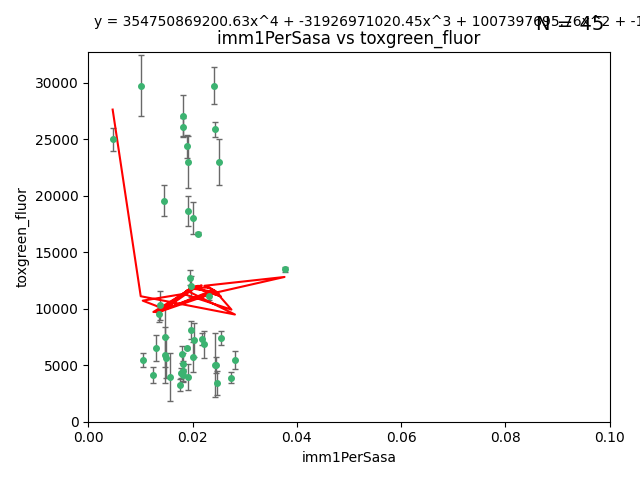 y = 354750869200.63x^4 + -31926971020.45x^3 + 1007397695.76x^2 + -1
N = 45
imm1PerSasa vs toxgreen_fluor
30000
25000
20000
15000
10000
5000
0
toxgreen_fluor
0.00 0.02 0.04 0.06 0.08 0.10
imm1PerSasa